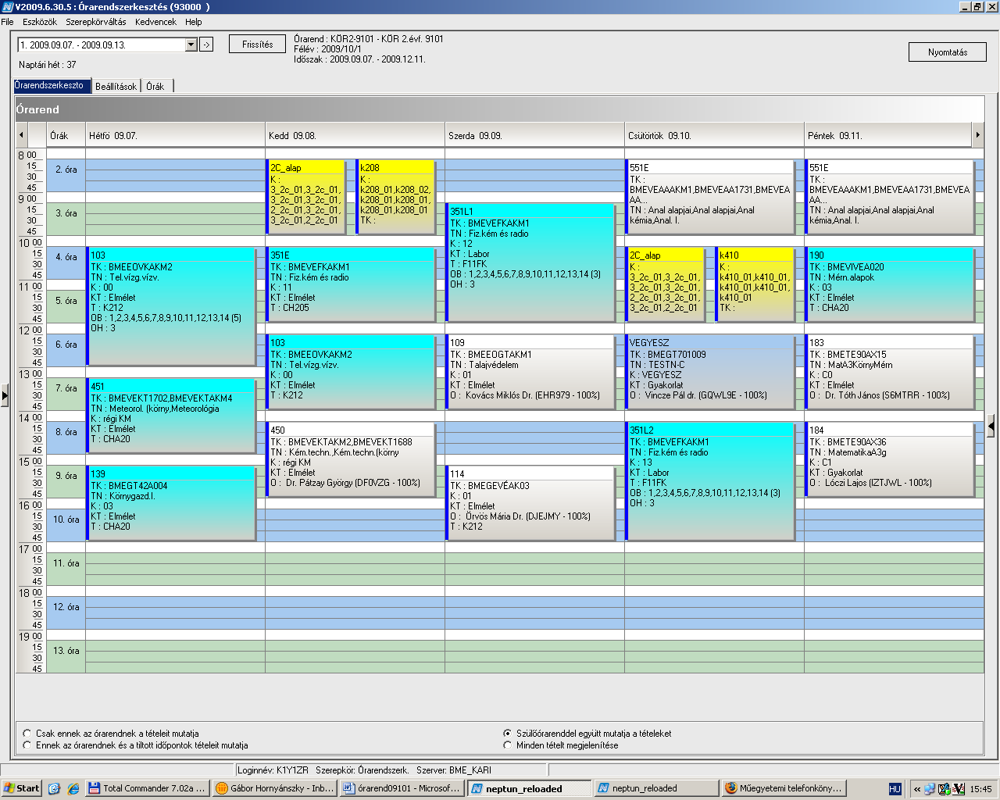 V2009.6.30.5 : Órarendszerkesztés (93000 )
File Eszközök Szerepkörváltás Kedvencek Help
1. 2009.09.07. - 2009.09.13.
->
Frissítés
Órarend : KÖR2-9101 - KÖR 2.évf. 9101
Félév : 2009/10/1
Időszak : 2009.09.07. - 2009.12.11.
Nyomtatás
Naptári hét : 37
Órarendszerkeszto Beállítások Órák
Órarend
Órák Hétfö 09.07. Kedd 09.08. Szerda 09.09. Csütörtök 09.10. Péntek 09.11.
8 00
15
30
45
9 00
15
30
45
10 00
15
30
45
11 00
15
30
45
12 00
15
30
45
13 00
15
30
45
14 00
15
30
45
15 00
15
30
45
16 00
15
30
45
17 00
15
30
45
18 00
15
30
45
19 00
15
30
45
2. óra
3. óra
4. óra
5. óra
6. óra
7. óra
8. óra
9. óra
10. óra
11. óra
12. óra
13. óra
103
TK : BMEEOVKAKM2
TN : Tel.vízg.vízv.
K : 00
KT : Elmélet
T : K212
OB : 1,2,3,4,5,6,7,8,9,10,11,12,13,14 (5)
OH : 3
451
TK : BMEVEKT1702,BMEVEKTAKM4
TN : Meteorol. (körny,Meteorológia
K : régi KM
KT : Elmélet
T : CHA20
139
TK : BMEGT42A004
TN : Környgazd.I.
K : 03
KT : Elmélet
T : CHA20
2C_alap
K :
3_2c_01,3_2c_01,
3_2c_01,3_2c_01,
2_2c_01,3_2c_01,
3_2c_01,2_2c_01
k208
K :
k208_01,k208_02,
k208_01,k208_01,
k208_01,k208_01
TK :
351E
TK : BMEVEFKAKM1
TN : Fiz.kém és radio
K : 11
KT : Elmélet
T : CH205
103
TK : BMEEOVKAKM2
TN : Tel.vízg.vízv.
K : 00
KT : Elmélet
T : K212
450
TK : BMEVEKTAKM2,BMEVEKT1688
TN : Kém.techn.,Kém.techn.(körny
K : régi KM
KT : Elmélet
O : Dr. Pátzay György (DF0VZG - 100%)
351L1
TK : BMEVEFKAKM1
TN : Fiz.kém és radio
K : 12
KT : Labor
T : F11FK
OB : 1,2,3,4,5,6,7,8,9,10,11,12,13,14 (3)
OH : 3
109
TK : BMEEOGTAKM1
TN : Talajvédelem
K : 01
KT : Elmélet
O : Kovács Miklós Dr. (EHR979 - 100%)
114
TK : BMEGEVÉAK03
K : 01
KT : Elmélet
O : Örvös Mária Dr. (DJEJMY - 100%)
T : K212
551E
TK :
BMEVEAAAKM1,BMEVEAA1731,BMEVEA
AA...
TN : Anal alapjai,Anal alapjai,Anal
kémia,Anal. I.
2C_alap
K :
3_2c_01,3_2c_01,
3_2c_01,3_2c_01,
2_2c_01,3_2c_01,
3_2c_01,2_2c_01
k410
K :
k410_01,k410_01,
k410_01,k410_01,
k410_01
TK :
VEGYESZ
TK : BMEGT701009
TN : TESTN-C
K : VEGYESZ
KT : Gyakorlat
O : Vincze Pál dr. (GQWL9E - 100%)
351L2
TK : BMEVEFKAKM1
TN : Fiz.kém és radio
K : 13
KT : Labor
T : F11FK
OB : 1,2,3,4,5,6,7,8,9,10,11,12,13,14 (3)
OH : 3
551E
TK :
BMEVEAAAKM1,BMEVEAA1731,BMEVEA
AA...
TN : Anal alapjai,Anal alapjai,Anal
kémia,Anal. I.
190
TK : BMEVIVEA020
TN : Mérn.alapok
K : 03
KT : Elmélet
T : CHA20
183
TK : BMETE90AX15
TN : MatA3KörnyMérn
K : C0
KT : Elmélet
O : Dr. Tóth János (S6MTRR - 100%)
184
TK : BMETE90AX36
TN : MatematikaA3g
K : C1
KT : Gyakorlat
O : Lóczi Lajos (IZTJWL - 100%)
Csak ennek az órarendnek a tételeit mutatja
Ennek az órarendnek és a tiltott időpontok tételeit mutatja
Szülőórarenddel együtt mutatja a tételeket
Minden tételt megjelenítése
Loginnév: K1Y1ZR Szerepkör: Órarendszerk. Szerver: BME_KARI
Start
Total Commander 7.02a ...
Gábor Hornyánszky - Inb...
órarend09101 - Microsof...
neptun_reloaded
neptun_reloaded
Műegyetemi telefonköny...
HU
«
15:45